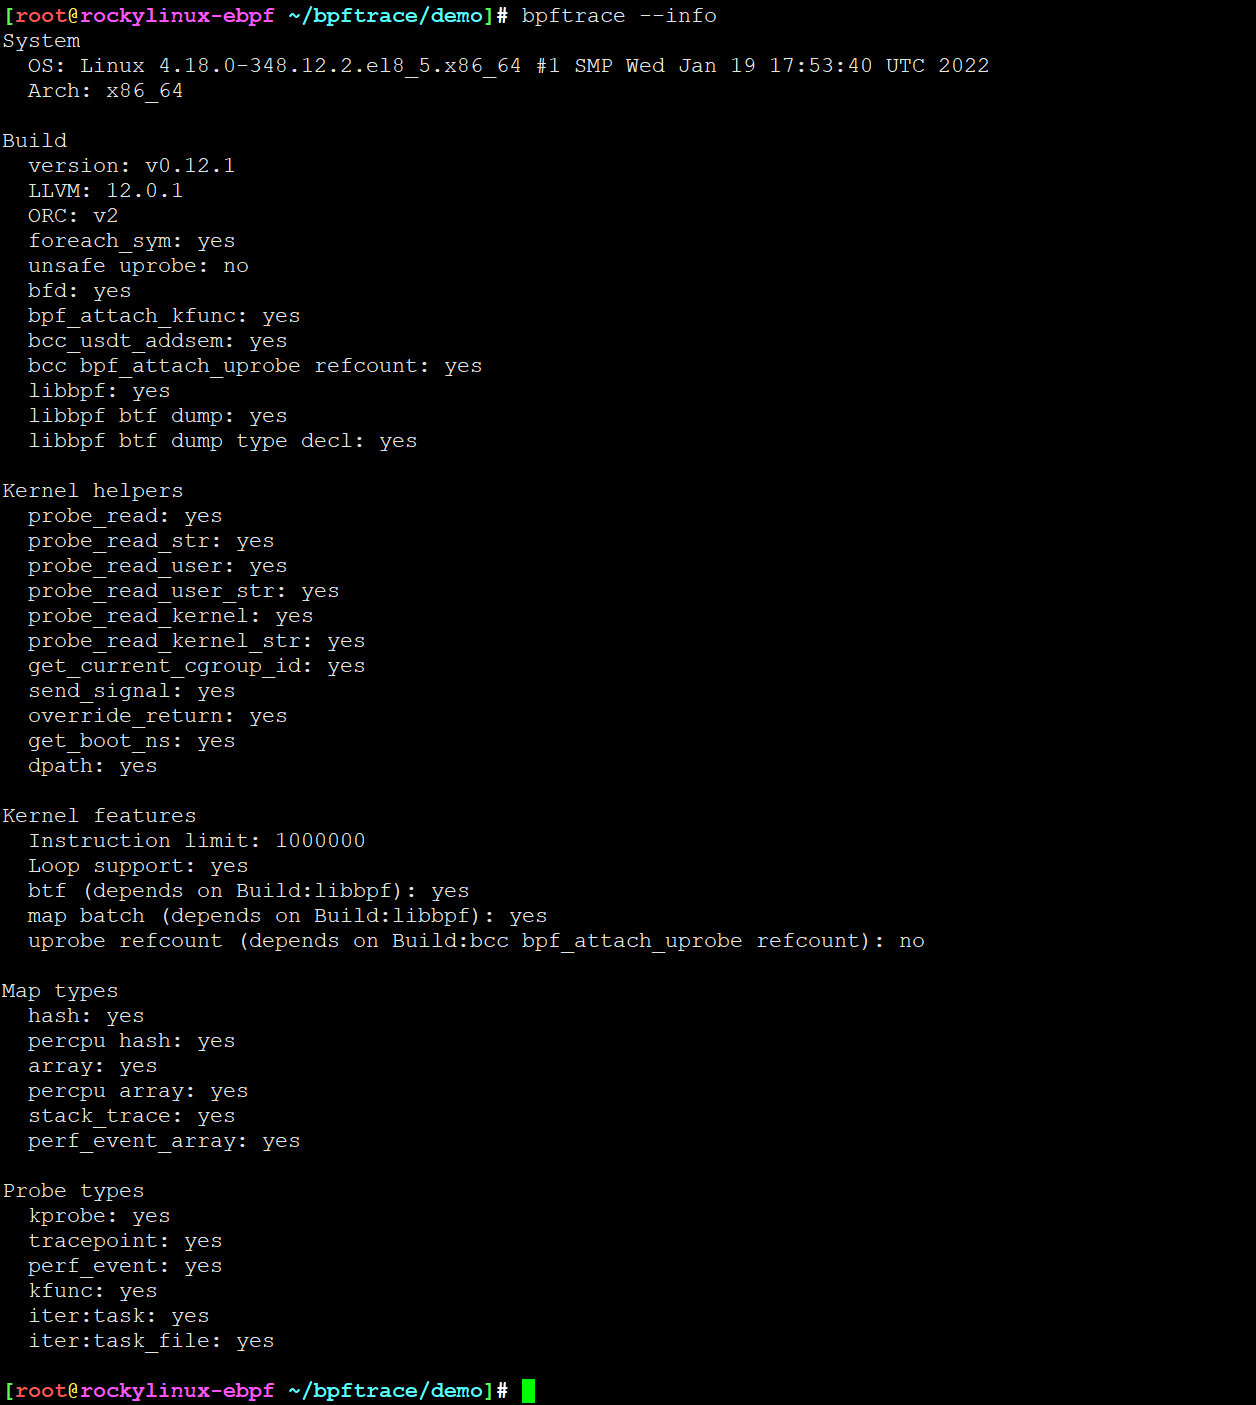 [root@rockylinux-ebpf ~/bpftrace/demo]# bpftrace --info
System
  OS: Linux 4.18.0-348.12.2.el8_5.x86_64 #1 SMP Wed Jan 19 17:53:40 UTC 2022
  Arch: x86_64

Build
  version: v0.12.1
  LLVM: 12.0.1
  ORC: v2
  foreach_sym: yes
  unsafe uprobe: no
  bfd: yes
  bpf_attach_kfunc: yes
  bcc_usdt_addsem: yes
  bcc bpf_attach_uprobe refcount: yes
  libbpf: yes
  libbpf btf dump: yes
  libbpf btf dump type decl: yes

Kernel helpers
  probe_read: yes
  probe_read_str: yes
  probe_read_user: yes
  probe_read_user_str: yes
  probe_read_kernel: yes
  probe_read_kernel_str: yes
  get_current_cgroup_id: yes
  send_signal: yes
  override_return: yes
  get_boot_ns: yes
  dpath: yes

Kernel features
  Instruction limit: 1000000
  Loop support: yes
  btf (depends on Build:libbpf): yes
  map batch (depends on Build:libbpf): yes
  uprobe refcount (depends on Build:bcc bpf_attach_uprobe refcount): no

Map types
  hash: yes
  percpu hash: yes
  array: yes
  percpu array: yes
  stack_trace: yes
  perf_event_array: yes

Probe types
  kprobe: yes
  tracepoint: yes
  perf_event: yes
  kfunc: yes
  iter:task: yes
  iter:task_file: yes

[root@rockylinux-ebpf ~/bpftrace/demo]#